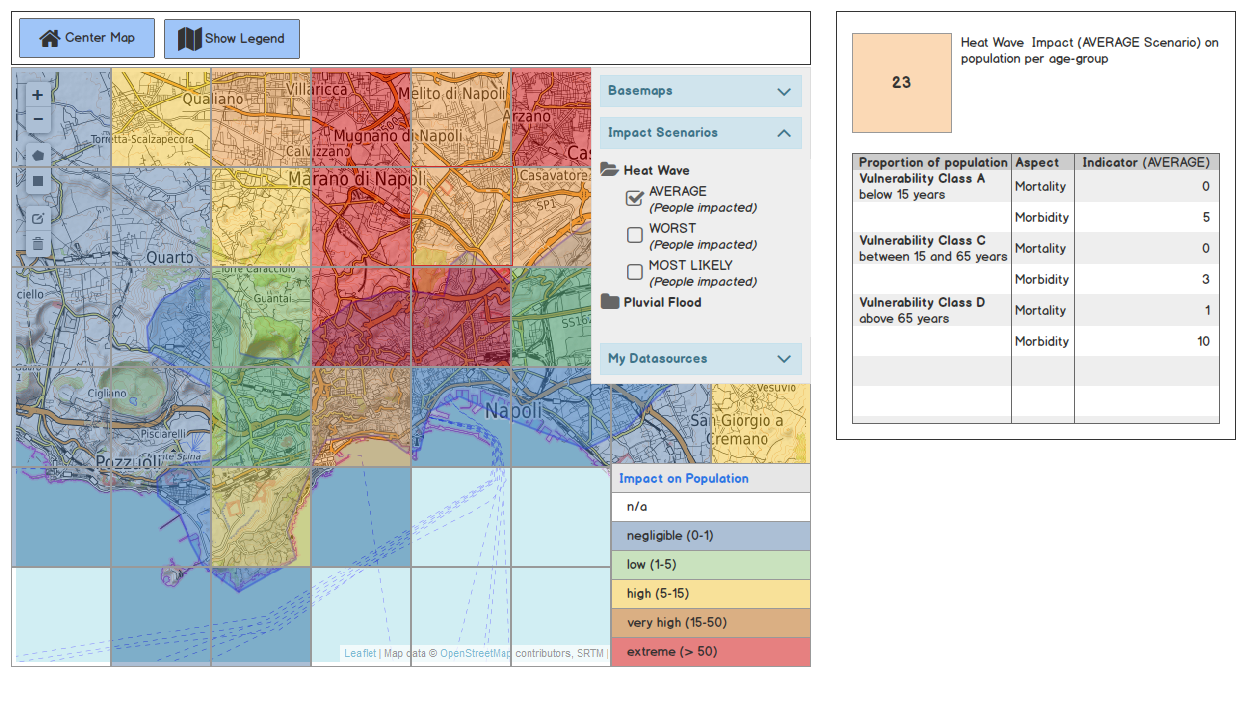 Center Map
Show Legend
+
−
Qualiano
Villaricca
Melito di Napoli
Arzano
Torretta-Scalzapecora
Mugnano di Napoli
Calvizzano
Cas
Marano di Napoli
Casavatore
SP1
Quarto
Torre Caracciolo
ciello
Guantai
SS162
1
Cigliano
Napoli
Vesuvio
San Giorgio a
Cremano
Pisciarelli
Pozzuoli
Monte Spina
Basemaps
Impact Scenarios
Heat Wave
AVERAGE
(People impacted)
WORST
(People impacted)
MOST LIKELY
(People impacted)
Pluvial Flood
My Datasources
Impact on Population
n/a
negligible (0-1)
low (1-5)
high (5-15)
very high (15-50)
extreme (> 50)
Leaflet | Map data © OpenStreetMap contributors, SRTM |
23
Heat Wave Impact (AVERAGE Scenario) on
population per age-group
Proportion of population Aspect Indicator (AVERAGE)
Vulnerability Class A
below 15 years Mortality 0
Morbidity 5
Vulnerability Class C
between 15 and 65 years Mortality 0
Morbidity 3
Vulnerability Class D
above 65 years Mortality 1
Morbidity 10